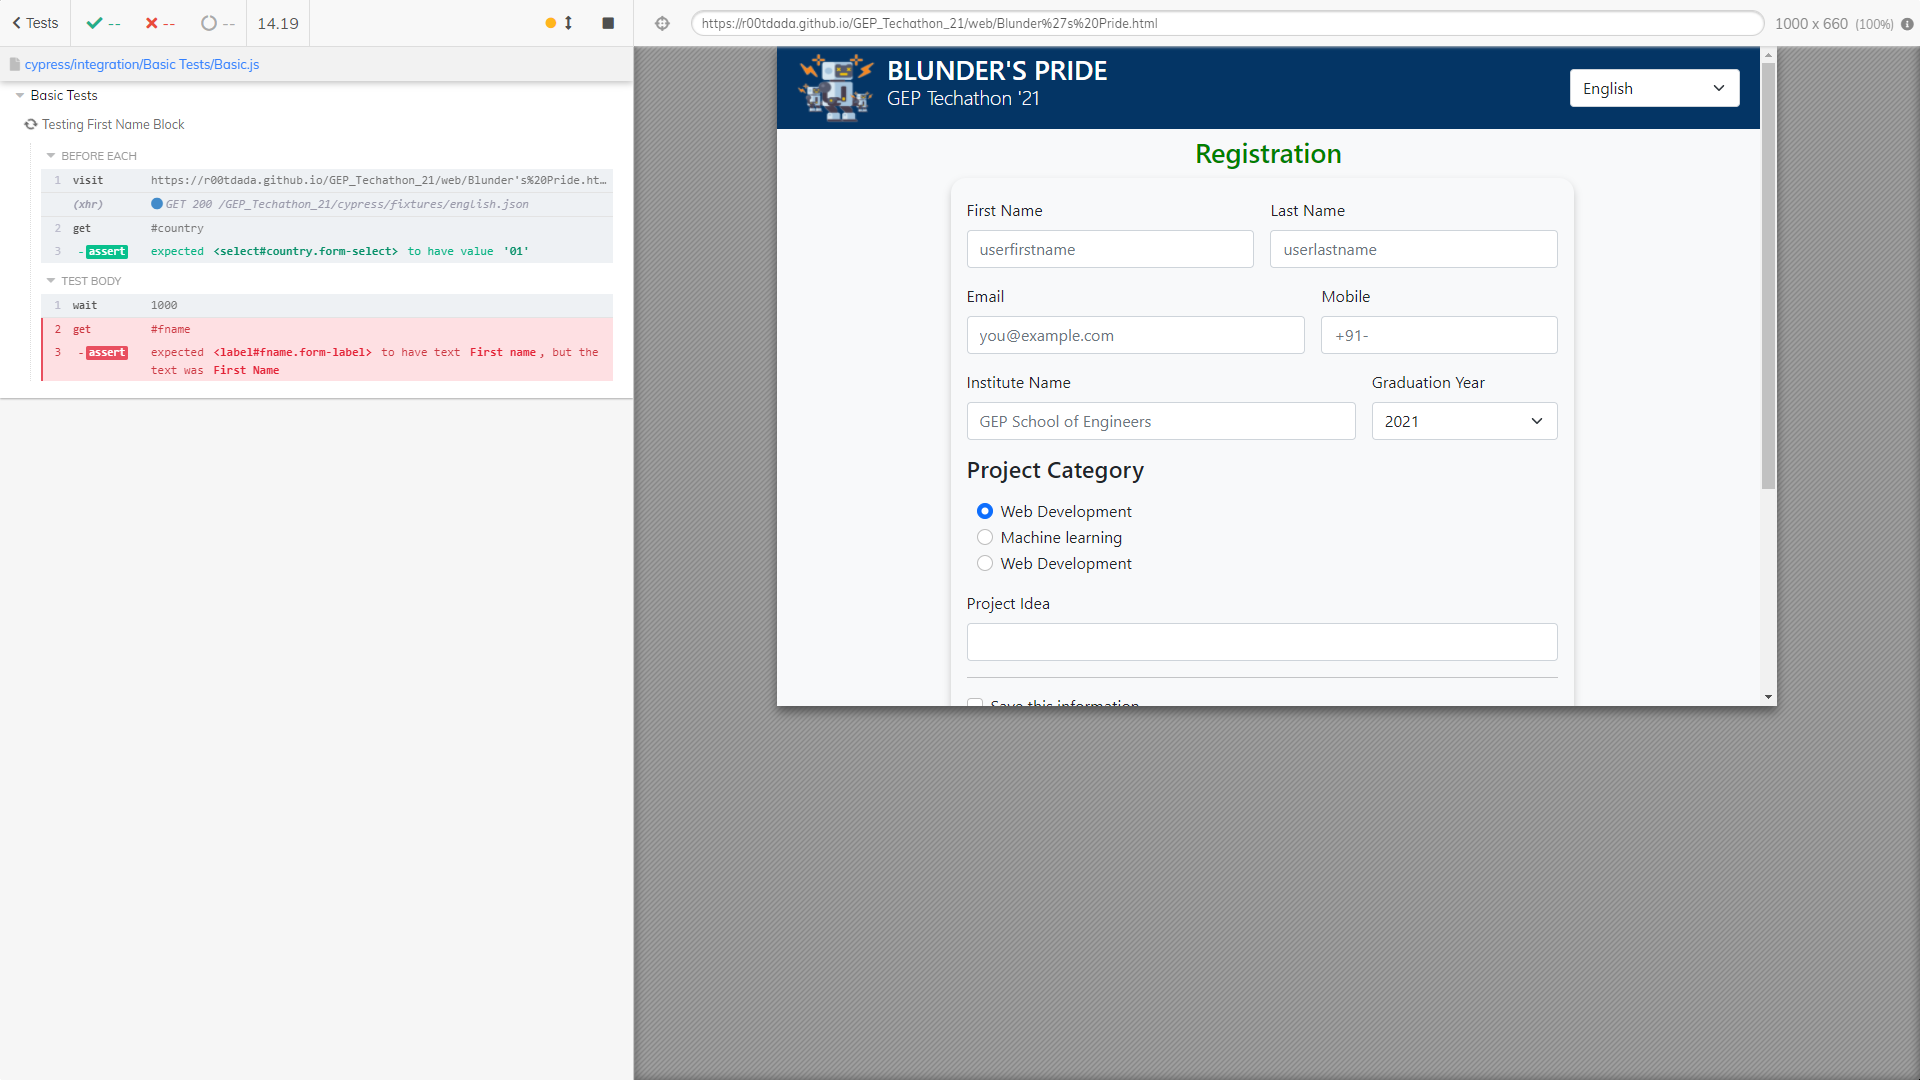 Tests
--
--
--
14.19
https://r00tdada.github.io/GEP_Techathon_21/web/Blunder%27s%20Pride.html
1000 x 660 (100%)
cypress/integration/Basic Tests/Basic.js
Basic Tests
Testing First Name Block
BEFORE EACH
1 visit https://r00tdada.github.io/GEP_Techathon_21/web/Blunder's%20Pride.ht…
(xhr) GET 200 /GEP_Techathon_21/cypress/fixtures/english.json
2 get #country
3 -assert expected <select#country.form-select> to have value '01'
TEST BODY
1 wait 1000
2 get #fname
3 -assert expected <label#fname.form-label> to have text First name, but the
text was First Name
BLUNDER'S PRIDE
GEP Techathon '21
English
Registration
First Name Last Name
userfirstname userlastname
Email Mobile
you@example.com +91-
Institute Name Graduation Year
GEP School of Engineers 2021
Project Category
Web Development
Machine learning
Web Development
Project Idea
Save this information